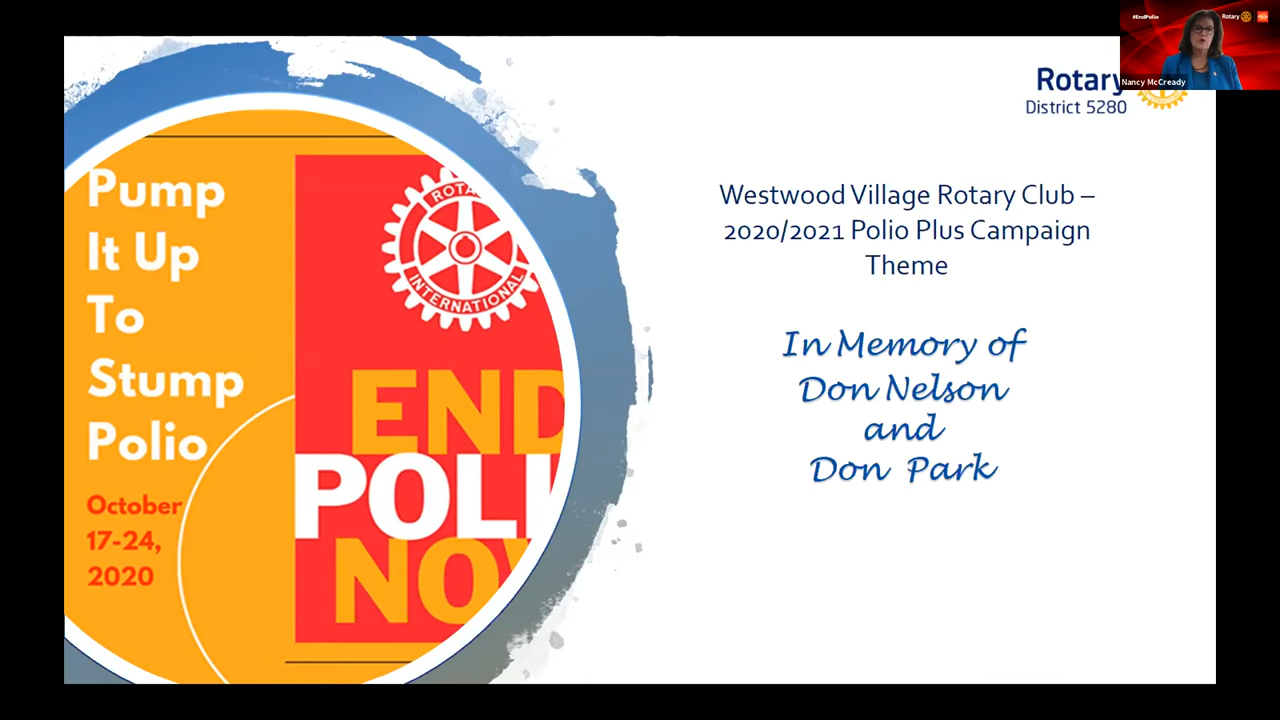 #EndPolio
Rotary
Nancy McCready
Rotary
District 5280
Pump
It Up
To
Stump
Polio
October
17-24,
2020
ROTA
INTERNATIONAL
END
POLI
NOW
Westwood Village Rotary Club –
2020/2021 Polio Plus Campaign
Theme
In Memory of
Don Nelson
and
Don Park